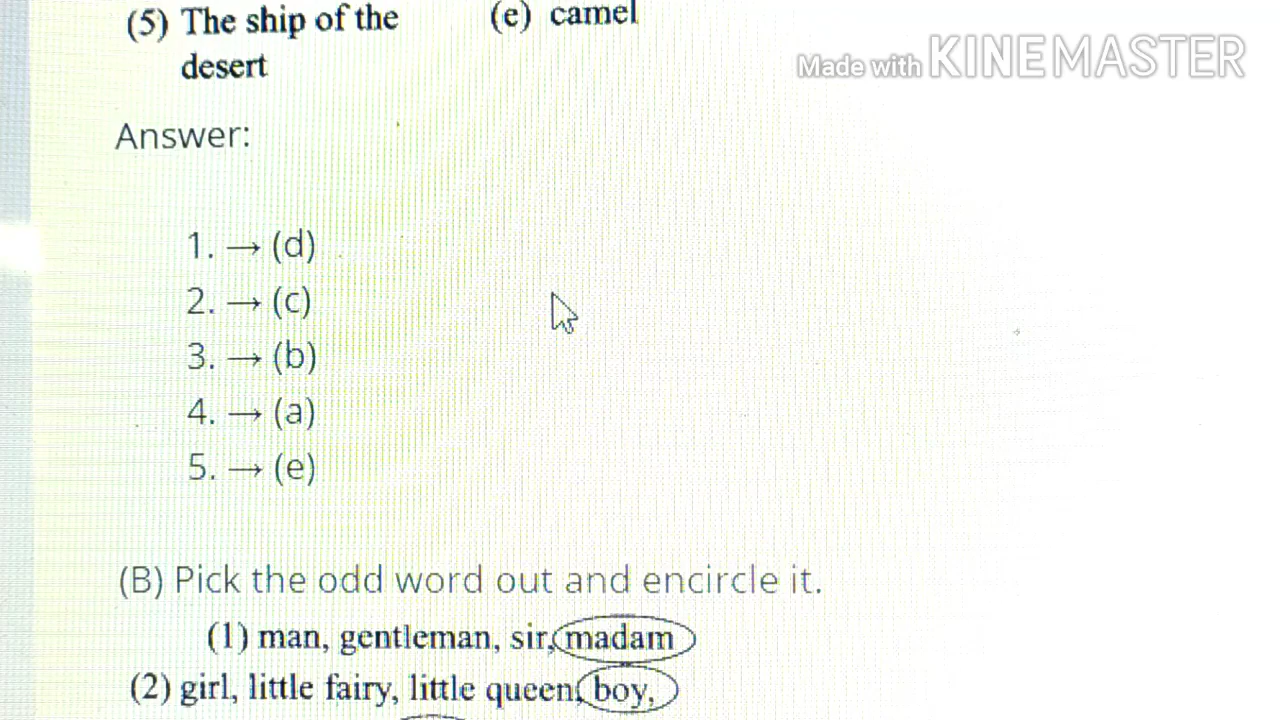 (5) The ship of the (e) camel
desert
Made with KINEMASTER
Answer:
1. → (d)
2. → (c)
3. → (b)
4. → (a)
5. → (e)
(B) Pick the odd word out and encircle it.
(1) man, gentleman, sir, madam
(2) girl, little fairy, little queen, boy,